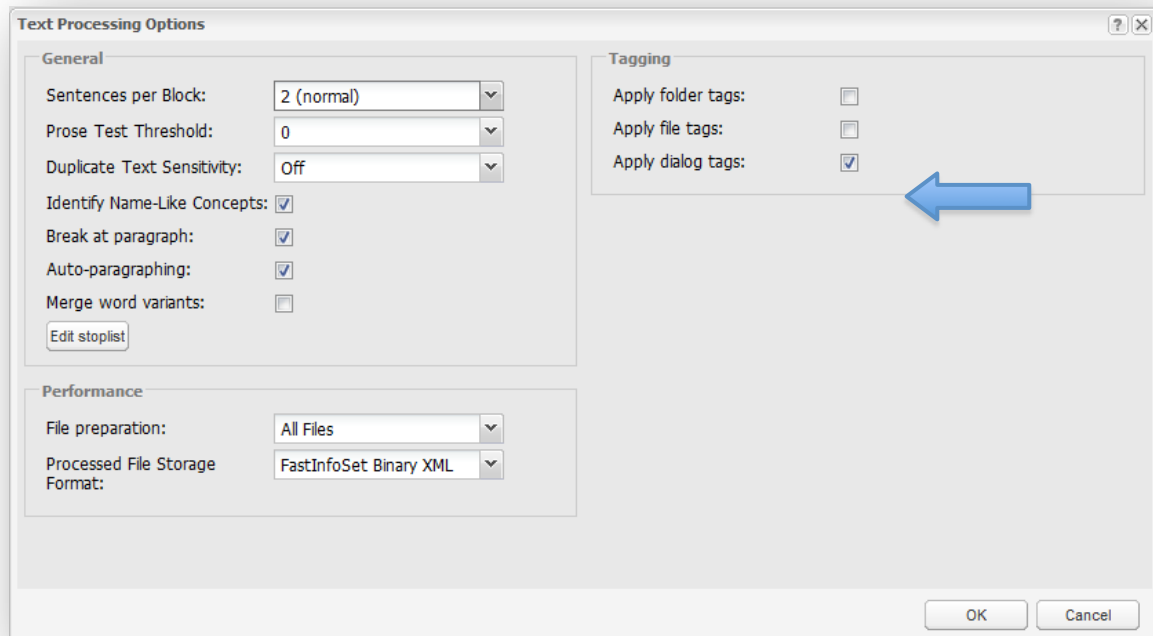 Text Processing Options
General
Sentences per Block: 2 (normal)
Prose Test Threshold: 0
Duplicate Text Sensitivity: Off
Identify Name-Like Concepts:
Break at paragraph:
Auto-paragraphing:
Merge word variants:
Edit stoplist
Performance
File preparation: All Files
Processed File Storage FastInfoSet Binary XML
Format:
Tagging
Apply folder tags:
Apply file tags:
Apply dialog tags:
OK Cancel